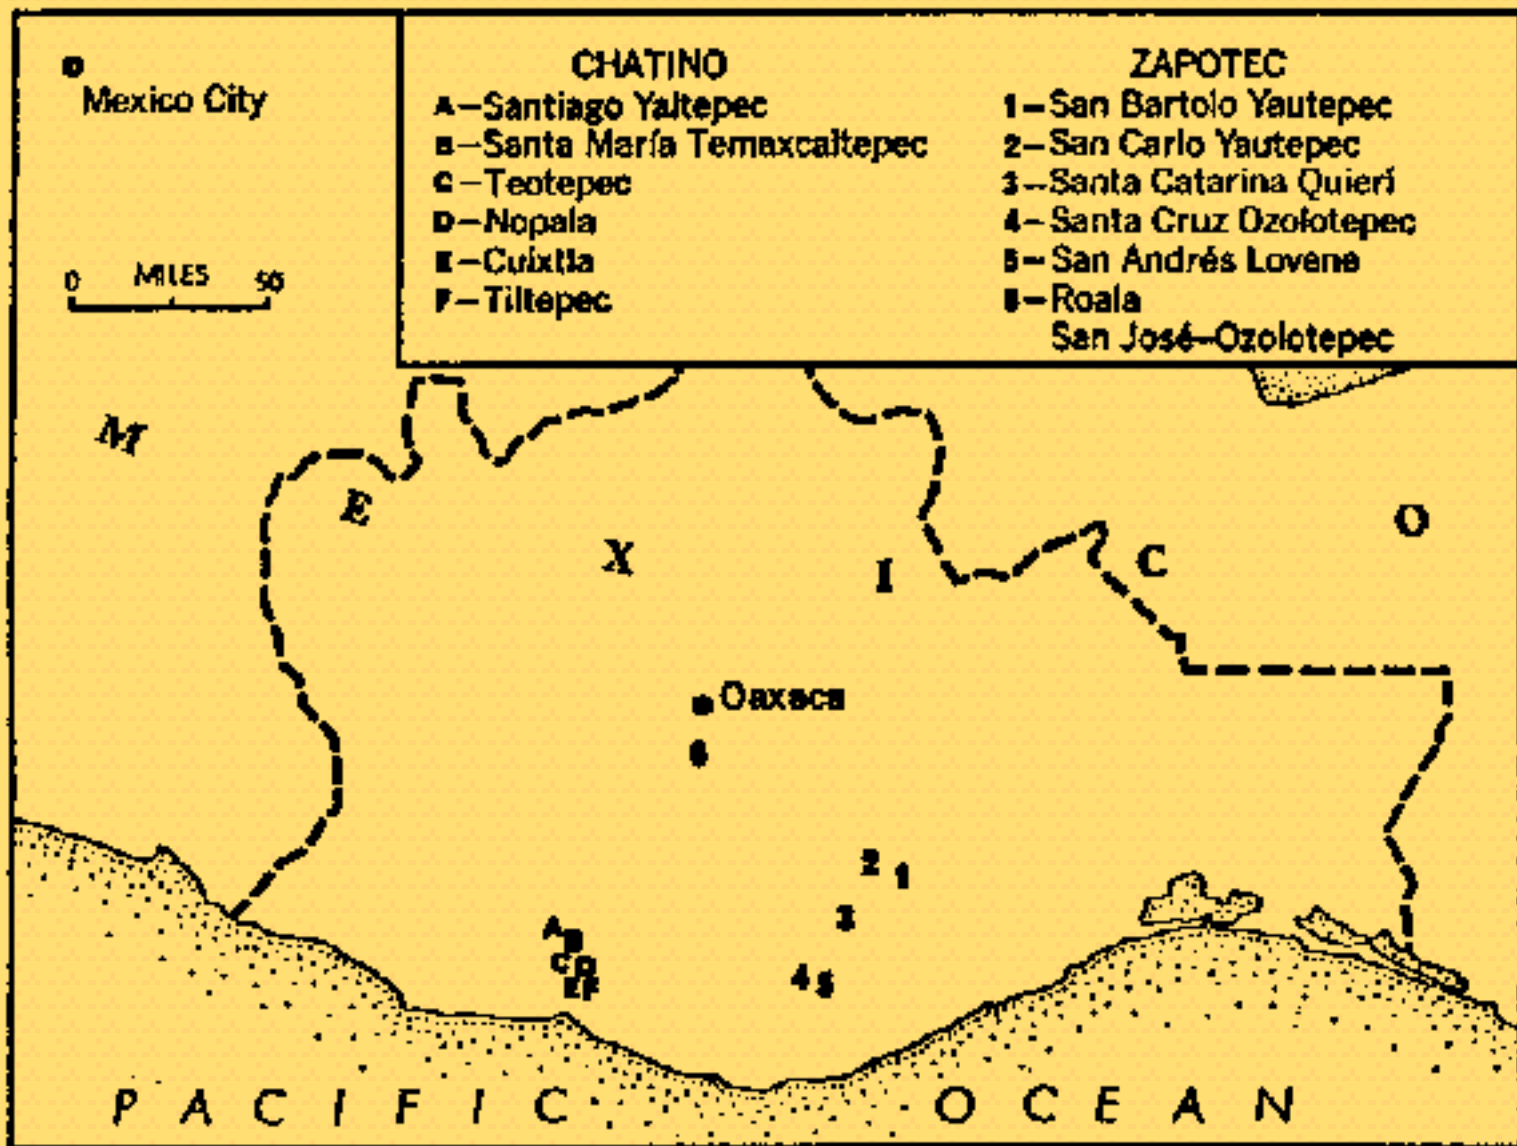 Mexico City
0 MILES 50
CHATINO
A–Santiago Yaltepec
B–Santa María Temaxcaltepec
C–Teotepec
D–Nopala
E–Cuixtla
F–Tiltepec
ZAPOTEC
1–San Bartolo Yautepec
2–San Carlo Yautepec
3–Santa Catarina Quierí
4–Santa Cruz Ozolotepec
5–San Andrés Lovene
6–Roala
San José–Ozolotepec
M E X I C O
Oaxaca
6
2 1
3
A B
C D
E F
4 5
PACIFIC OCEAN